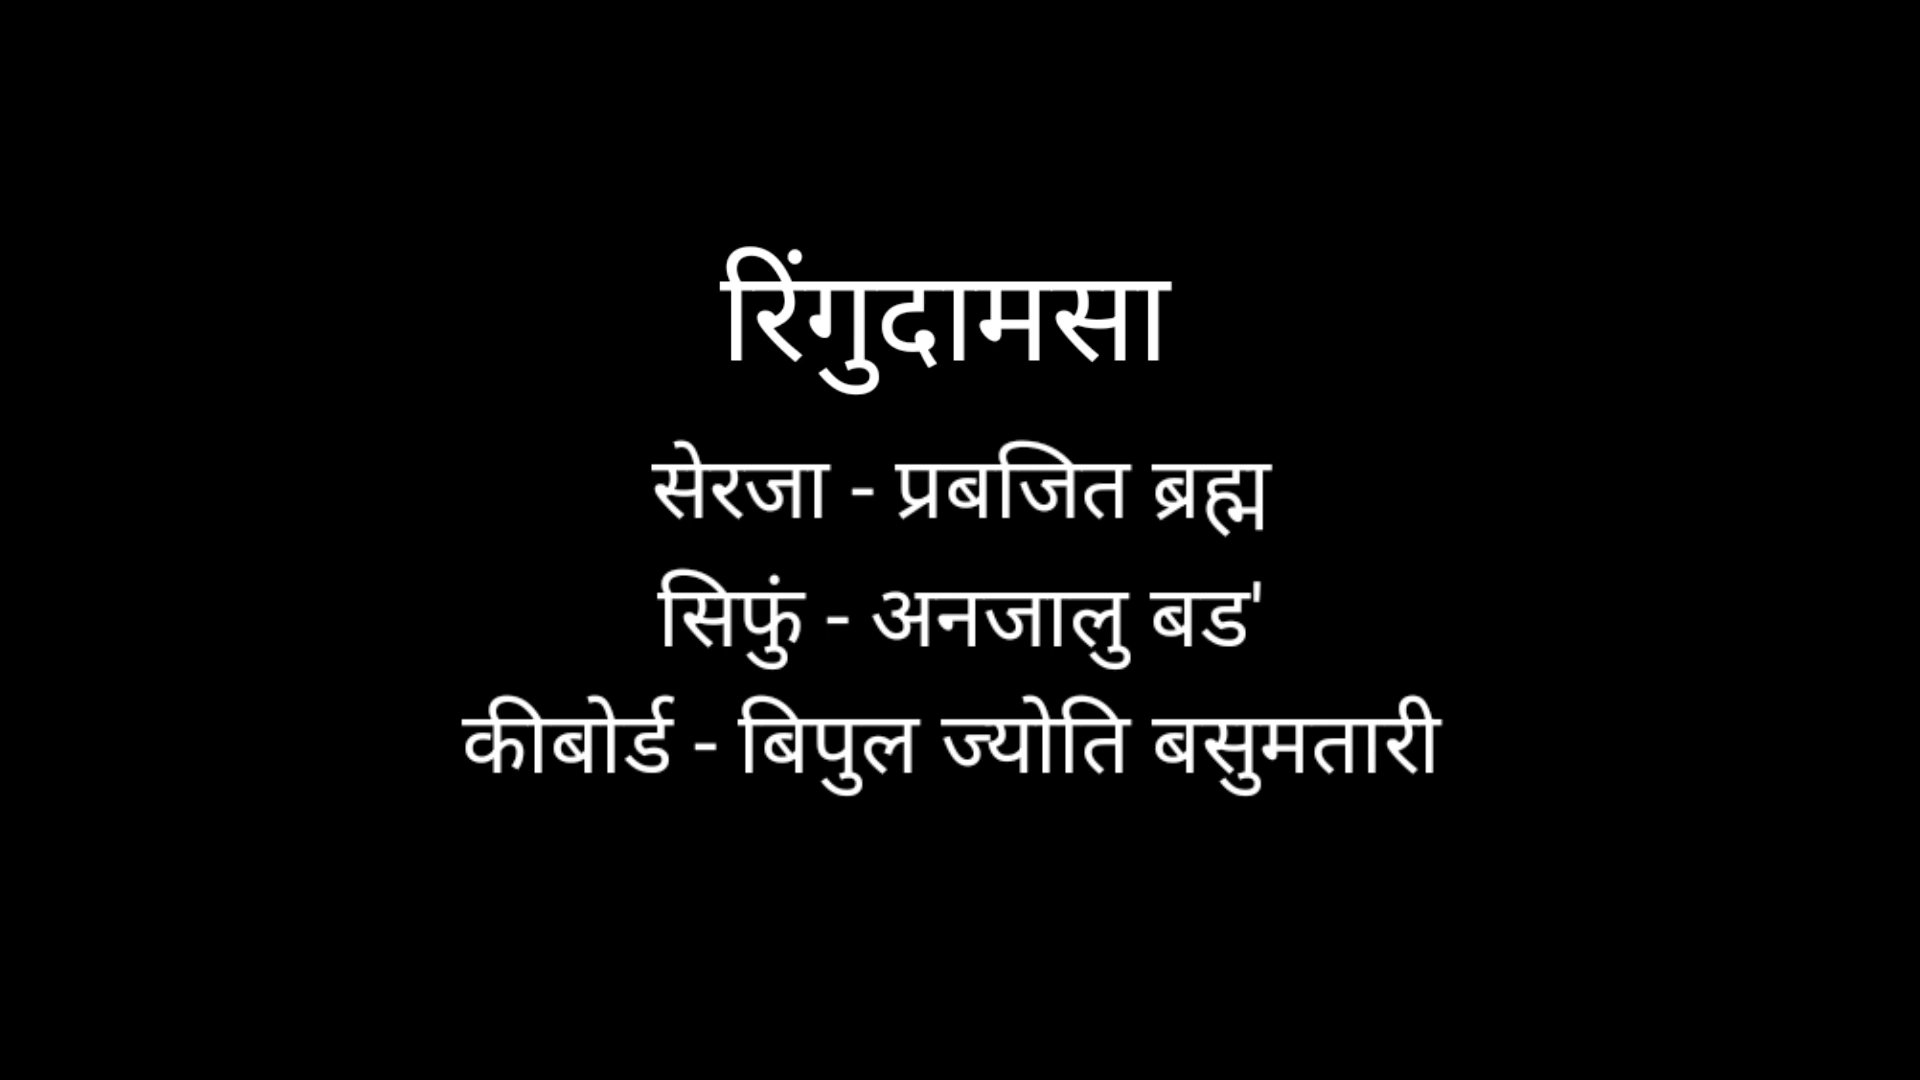 रिंगुदामसा
सेरजा - प्रबजित ब्रह्म
सिफुं - अनजालु बड'
कीबोर्ड - बिपुल ज्योति बसुमतारी